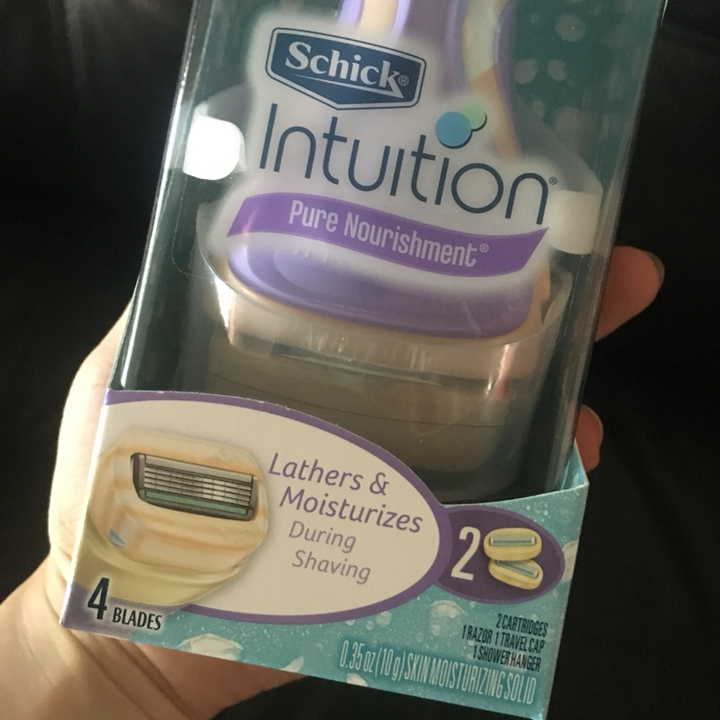 Schick®
Intuition®
Pure Nourishment®
Lathers &
Moisturizes
During
Shaving
2
4 BLADES
2 CARTRIDGES
1 RAZOR 1 TRAVEL CAP
1 SHOWER HANGER
0.35 oz (10 g) SKIN MOISTURIZING SOLID